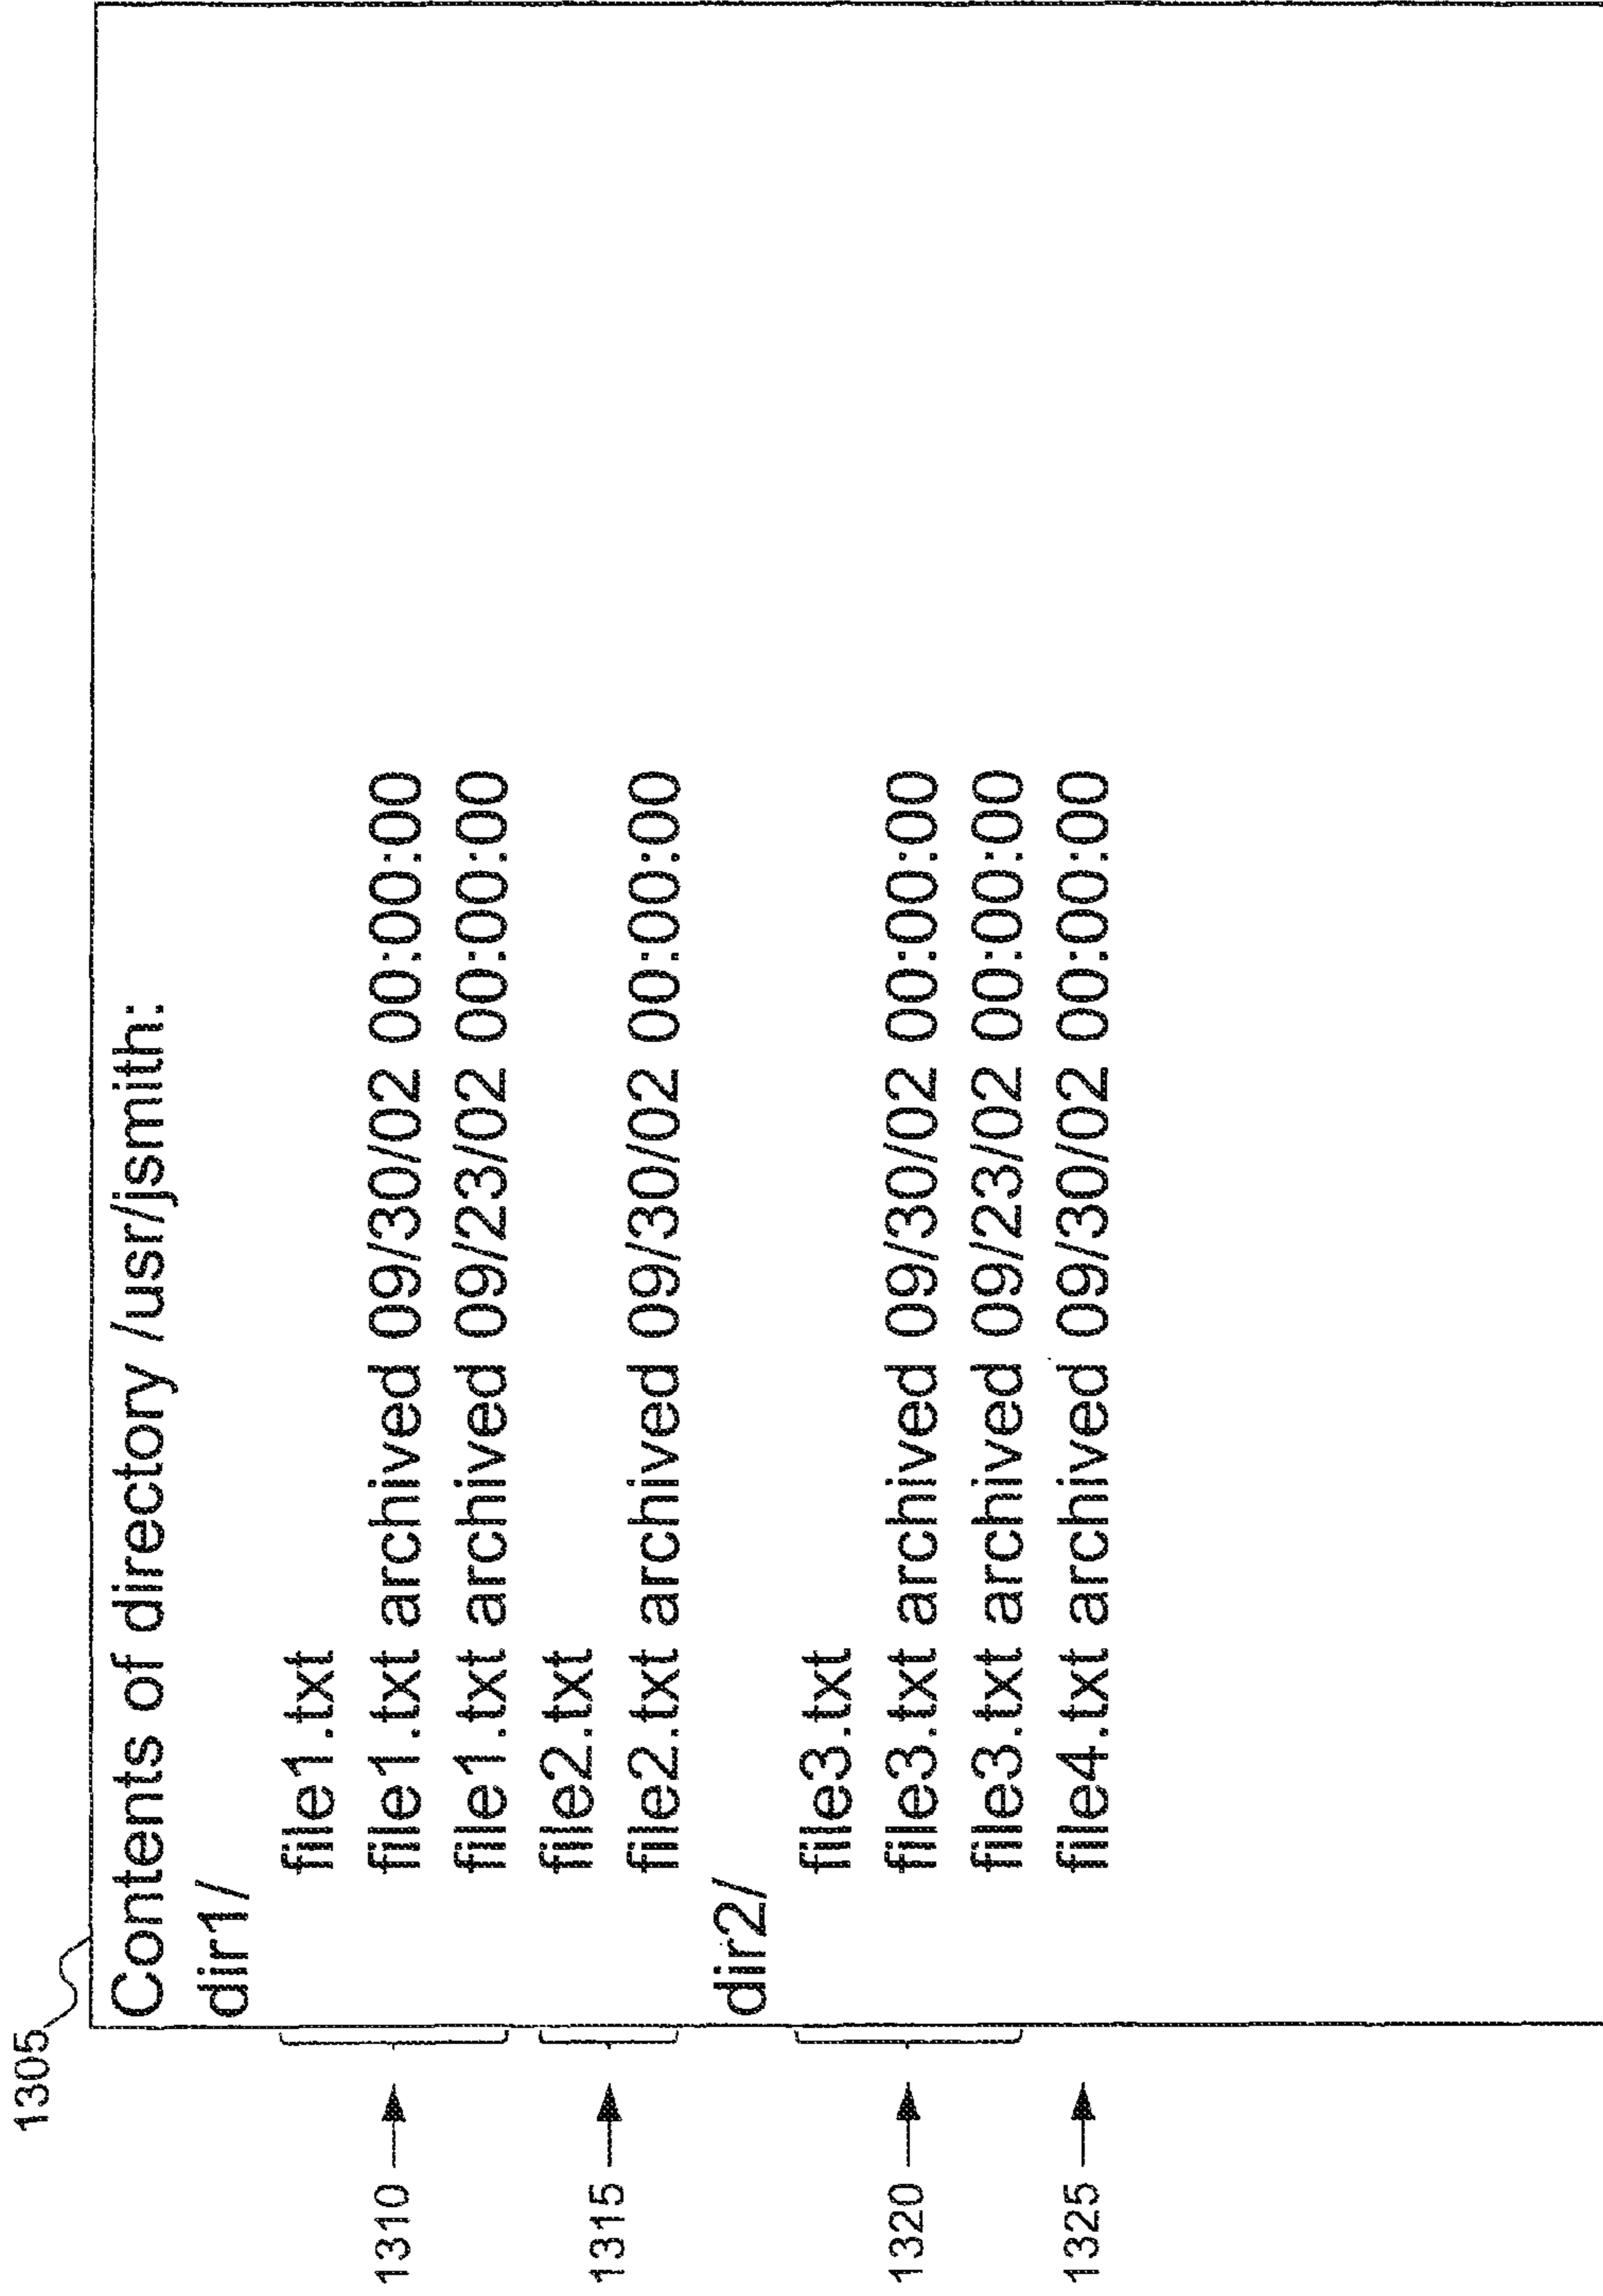 1305
Contents of directory /usr/jsmith:
dir1/
file1.txt
1310
file1.txt archived 09/30/02 00:00:00
file1.txt archived 09/23/02 00:00:00
file2.txt
1315
file2.txt archived 09/30/02 00:00:00
dir2/
file3.txt
1320
file3.txt archived 09/30/02 00:00:00
file3.txt archived 09/23/02 00:00:00
1325
file4.txt archived 09/30/02 00:00:00